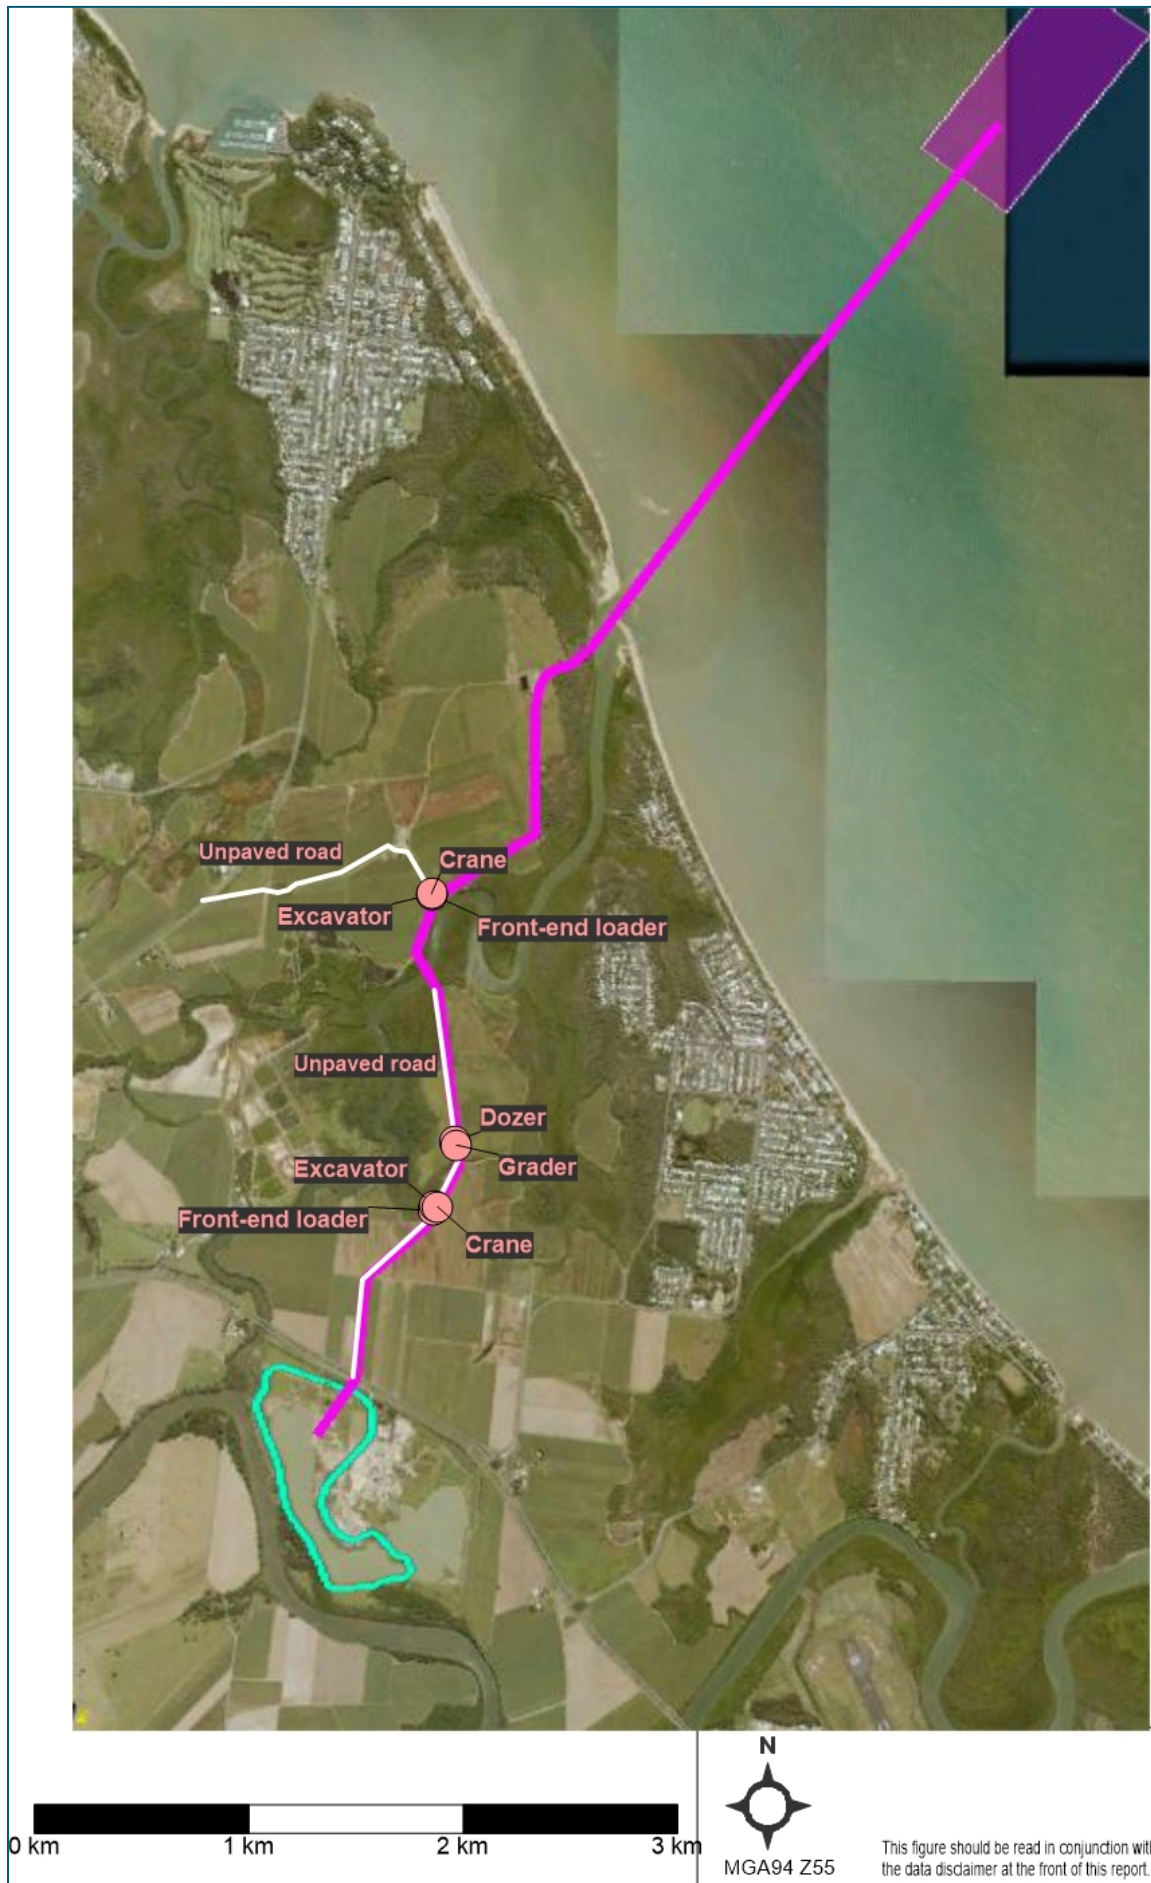 Unpaved road
Crane
Excavator
Front-end loader
Unpaved road
Dozer
Grader
Excavator
Front-end loader
Crane
N
0 km
1 km
2 km
3 km
MGA94 Z55
This figure should be read in conjunction wit
the data disclaimer at the front of this report.